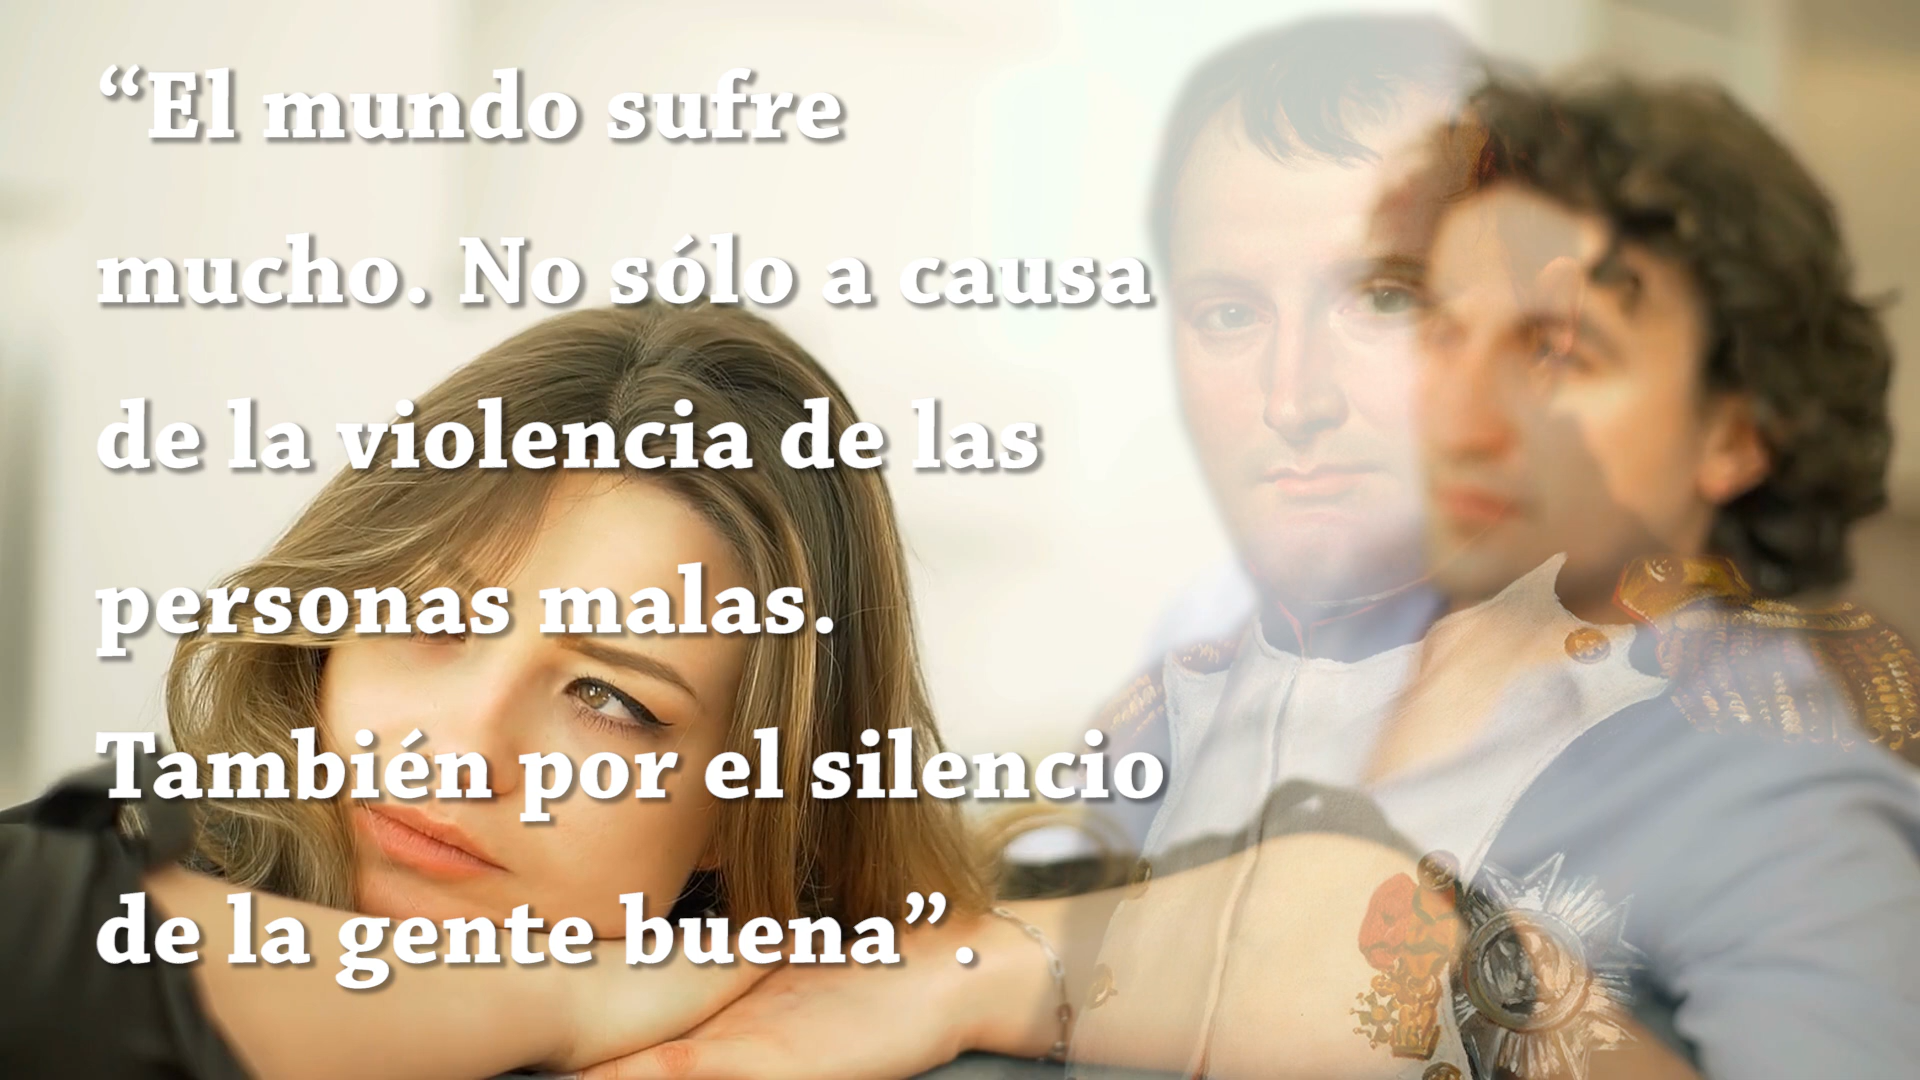 “El mundo sufre
mucho. No sólo a causa
de la violencia de las
personas malas.
También por el silencio
de la gente buena”.